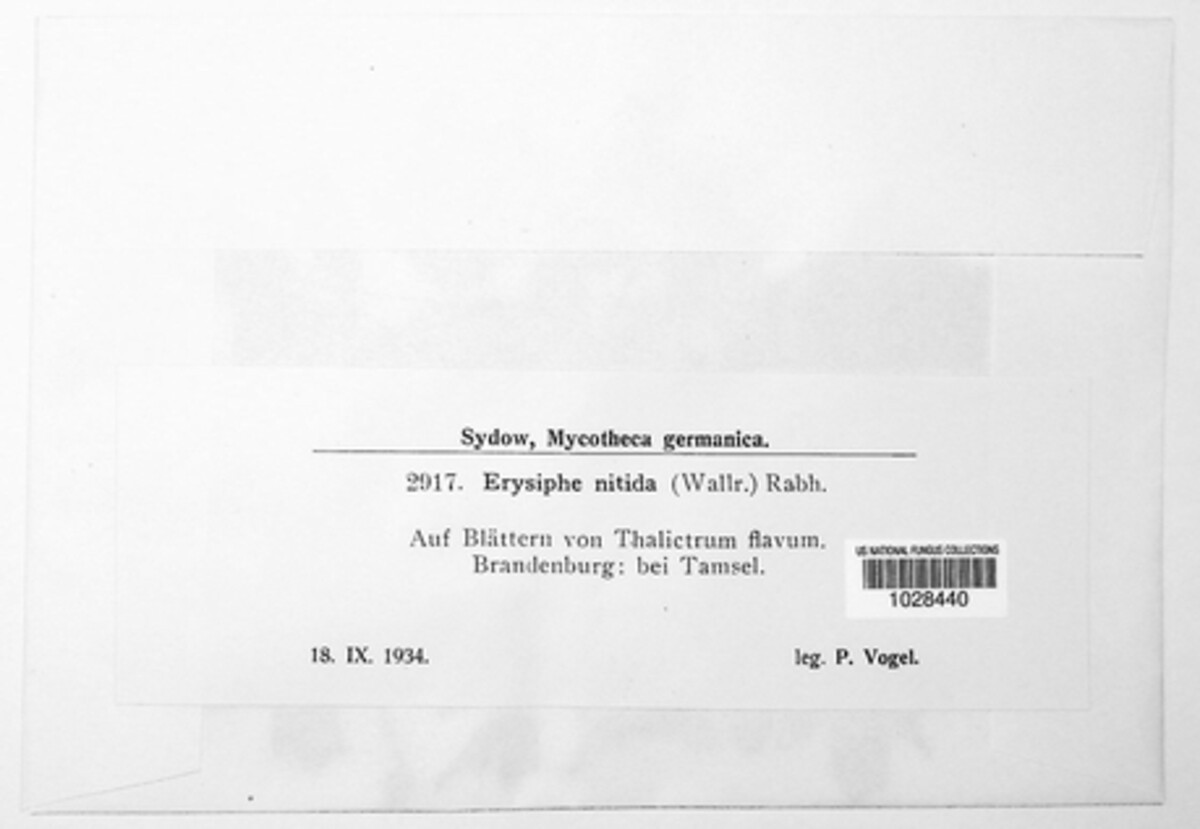 Sydow, Mycotheca germanica.
2917. Erysiphe nitida (Wallr.) Rabh.
Auf Blättern von Thalictrum flavum.
Brandenburg: bei Tamsel.
US NATIONAL FUNGUS COLLECTIONS
1028440
18. IX. 1934.
leg. P. Vogel.